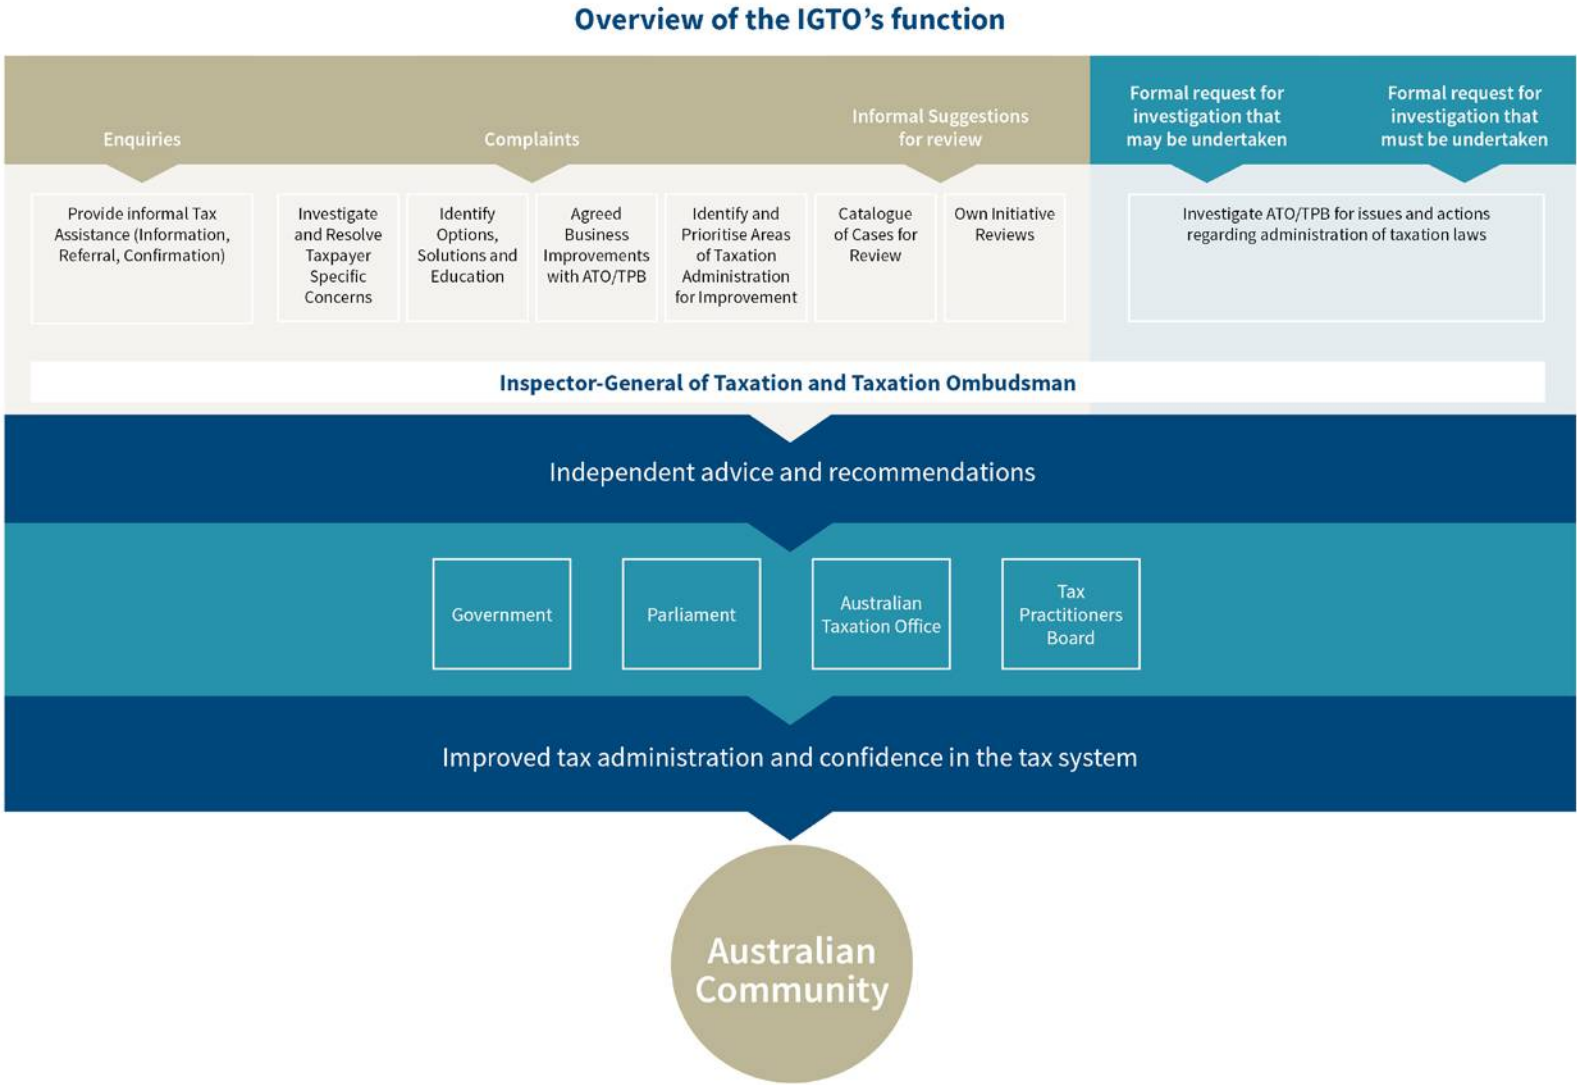 Overview of the IGTO's function
Enquiries
Complaints
Informal Suggestions
for review
Formal request for
investigation that
may be undertaken
Formal request for
investigation that
must be undertaken
Provide informal Tax
Assistance (Information,
Referral, Confirmation)
Investigate
and Resolve
Taxpayer
Specific
Concerns
Identify
Options,
Solutions and
Education
Agreed
Business
Improvements
with ATO/TPB
Identify and
Prioritise Areas
of Taxation
Administration
for Improvement
Catalogue
of Cases for
Review
Own Initiative
Reviews
Investigate ATO/TPB for issues and actions
regarding administration of taxation laws
Inspector-General of Taxation and Taxation Ombudsman
Independent advice and recommendations
Government
Parliament
Australian
Taxation Office
Tax
Practitioners
Board
Improved tax administration and confidence in the tax system
Australian
Community